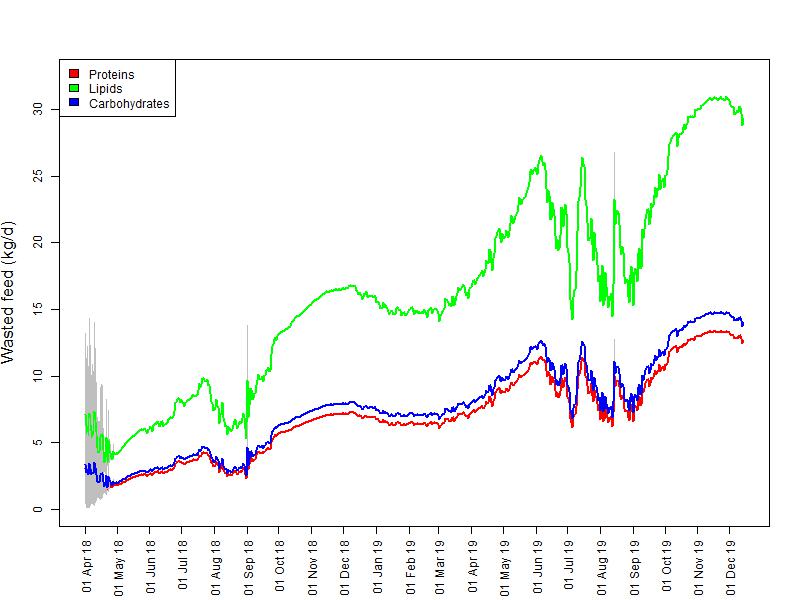 Proteins
Lipids
Carbohydrates
Wasted feed (kg/d)
30
25
20
15
10
5
0
01 Apr 18
01 May 18
01 Jun 18
01 Jul 18
01 Aug 18
01 Sep 18
01 Oct 18
01 Nov 18
01 Dec 18
01 Jan 19
01 Feb 19
01 Mar 19
01 Apr 19
01 May 19
01 Jun 19
01 Jul 19
01 Aug 19
01 Sep 19
01 Oct 19
01 Nov 19
01 Dec 19